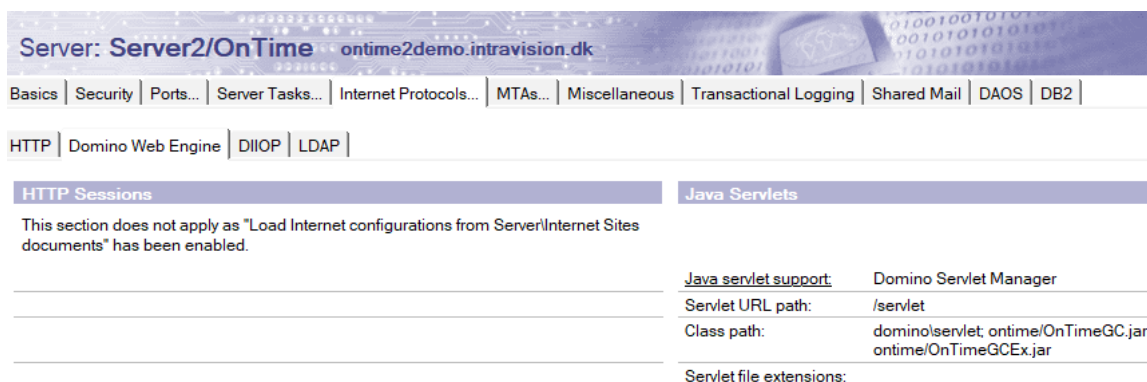 Server: Server2/OnTime ontime2demo.intravision.dk
Basics Security Ports... Server Tasks... Internet Protocols... MTAs... Miscellaneous Transactional Logging Shared Mail DAOS DB2
HTTP Domino Web Engine DIIOP LDAP
HTTP Sessions
This section does not apply as "Load Internet configurations from Server\Internet Sites
documents" has been enabled.
Java Servlets
Java servlet support: Domino Servlet Manager
Servlet URL path: /servlet
Class path: domino\servlet; ontime/OnTimeGC.jar
ontime/OnTimeGCEx.jar
Servlet file extensions: